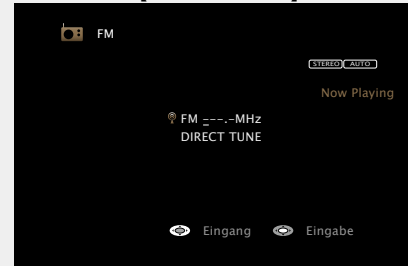 FM
STEREO AUTO
Now Playing
FM _--.-MHz
DIRECT TUNE
Eingang Eingabe